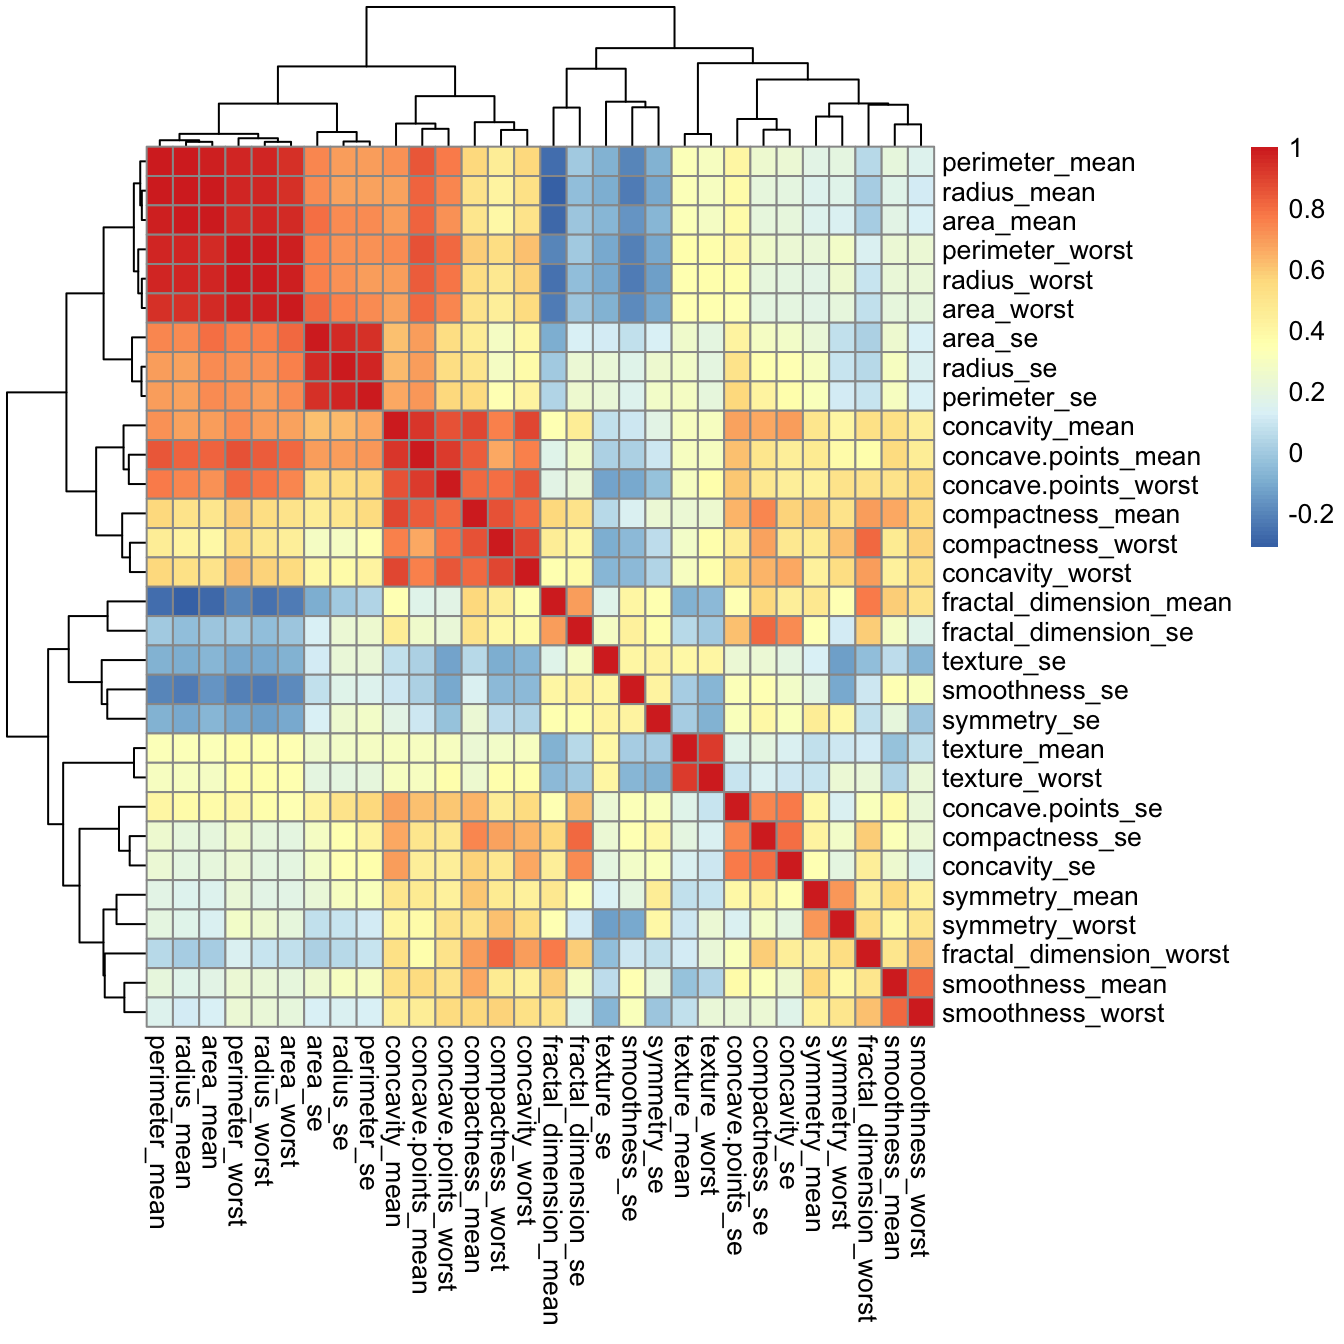 perimeter_mean
radius_mean
area_mean
perimeter_worst
radius_worst
area_worst
area_se
radius_se
perimeter_se
concavity_mean
concave.points_mean
concave.points_worst
compactness_mean
compactness_worst
concavity_worst
fractal_dimension_mean
fractal_dimension_se
texture_se
smoothness_se
symmetry_se
texture_mean
texture_worst
concave.points_se
compactness_se
concavity_se
symmetry_mean
symmetry_worst
fractal_dimension_worst
smoothness_mean
smoothness_worst
1
0.8
0.6
0.4
0.2
0
-0.2
perimeter_mean
radius_mean
area_mean
perimeter_worst
radius_worst
area_worst
area_se
radius_se
perimeter_se
concavity_mean
concave.points_mean
concave.points_worst
compactness_mean
compactness_worst
concavity_worst
fractal_dimension_mean
fractal_dimension_se
texture_se
smoothness_se
symmetry_se
texture_mean
texture_worst
concave.points_se
compactness_se
concavity_se
symmetry_mean
symmetry_worst
fractal_dimension_worst
smoothness_mean
smoothness_worst